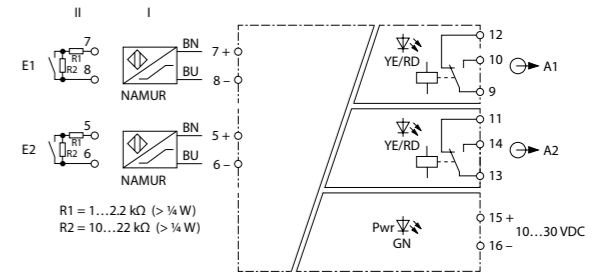 II I
E1 7 R1 R2 8
BN 7 +
BU 8 –
NAMUR
E2 5 R1 R2 6
BN 5 +
BU 6 –
NAMUR
R1 = 1…2.2 kΩ (> ¼ W)
R2 = 10…22 kΩ (> ¼ W)
YE/RD
12
10
9
A1
YE/RD
11
14
13
A2
Pwr
GN
15 +
16 –
10…30 VDC